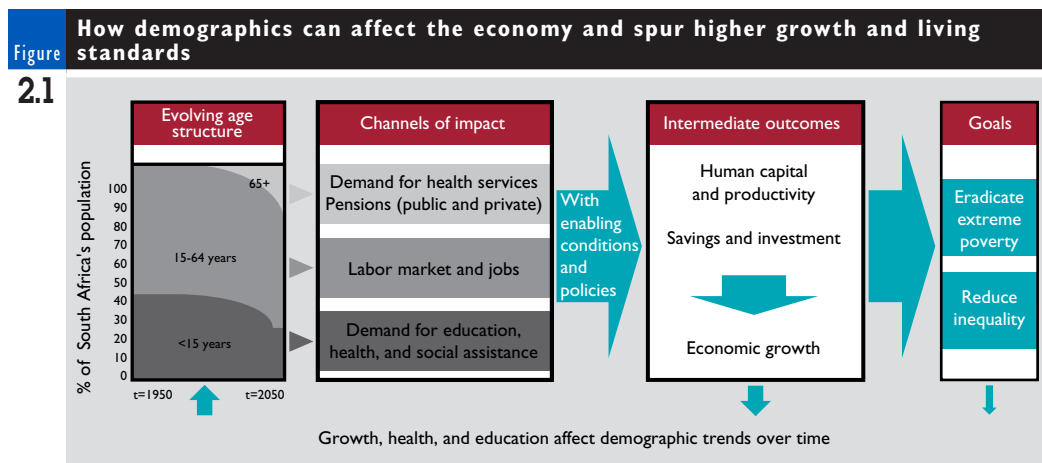 Figure
2.1
How demographics can affect the economy and spur higher growth and living
standards
Evolving age
structure
% of South Africa's population
100
90
80
70
60
50
40
30
20
10
0
65+
15-64 years
<15 years
t=1950
t=2050
Channels of impact
Demand for health services
Pensions (public and private)
Labor market and jobs
Demand for education,
health, and social assistance
With
enabling
conditions
and
policies
Intermediate outcomes
Human capital
and productivity
Savings and investment
Economic growth
Goals
Eradicate
extreme
poverty
Reduce
inequality
Growth, health, and education affect demographic trends over time